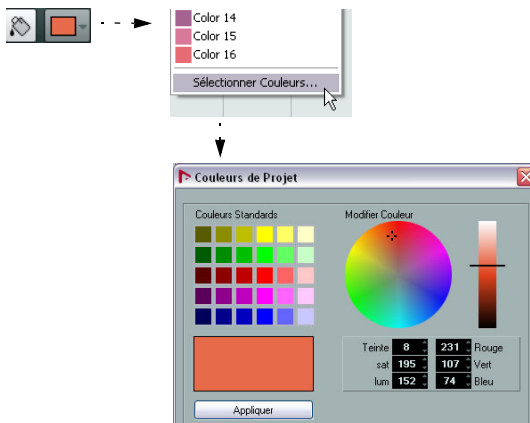 Color 14
Color 15
Color 16
Sélectionner Couleurs...
Couleurs de Projet
Couleurs Standards
Modifier Couleur
Teinte 8 231 Rouge
sat 195 107 Vert
lum 152 74 Bleu
Appliquer